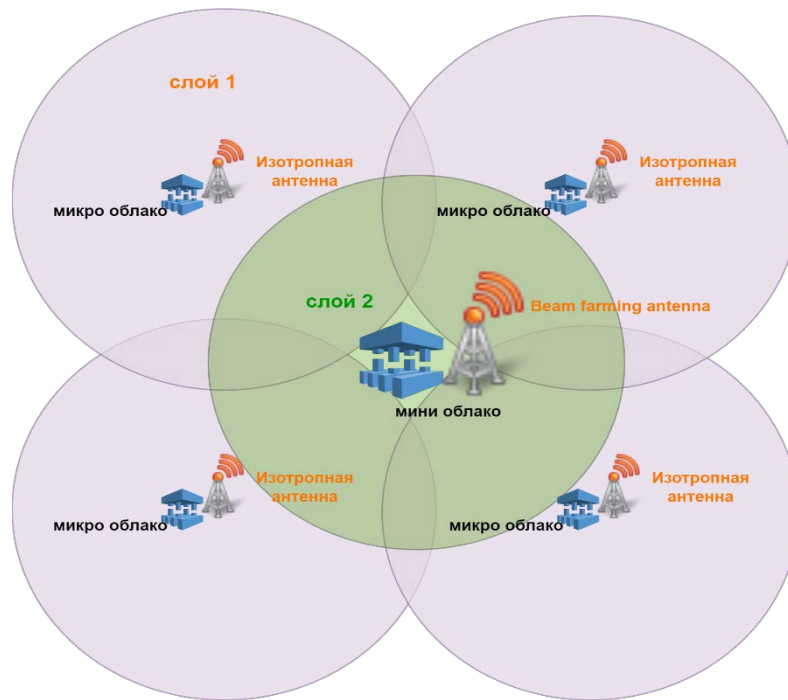 слой 1
Изотропная
антенна
микро облако
Изотропная
антенна
микро облако
слой 2
Beam farming antenna
мини облако
Изотропная
антенна
микро облако
Изотропная
антенна
микро облако